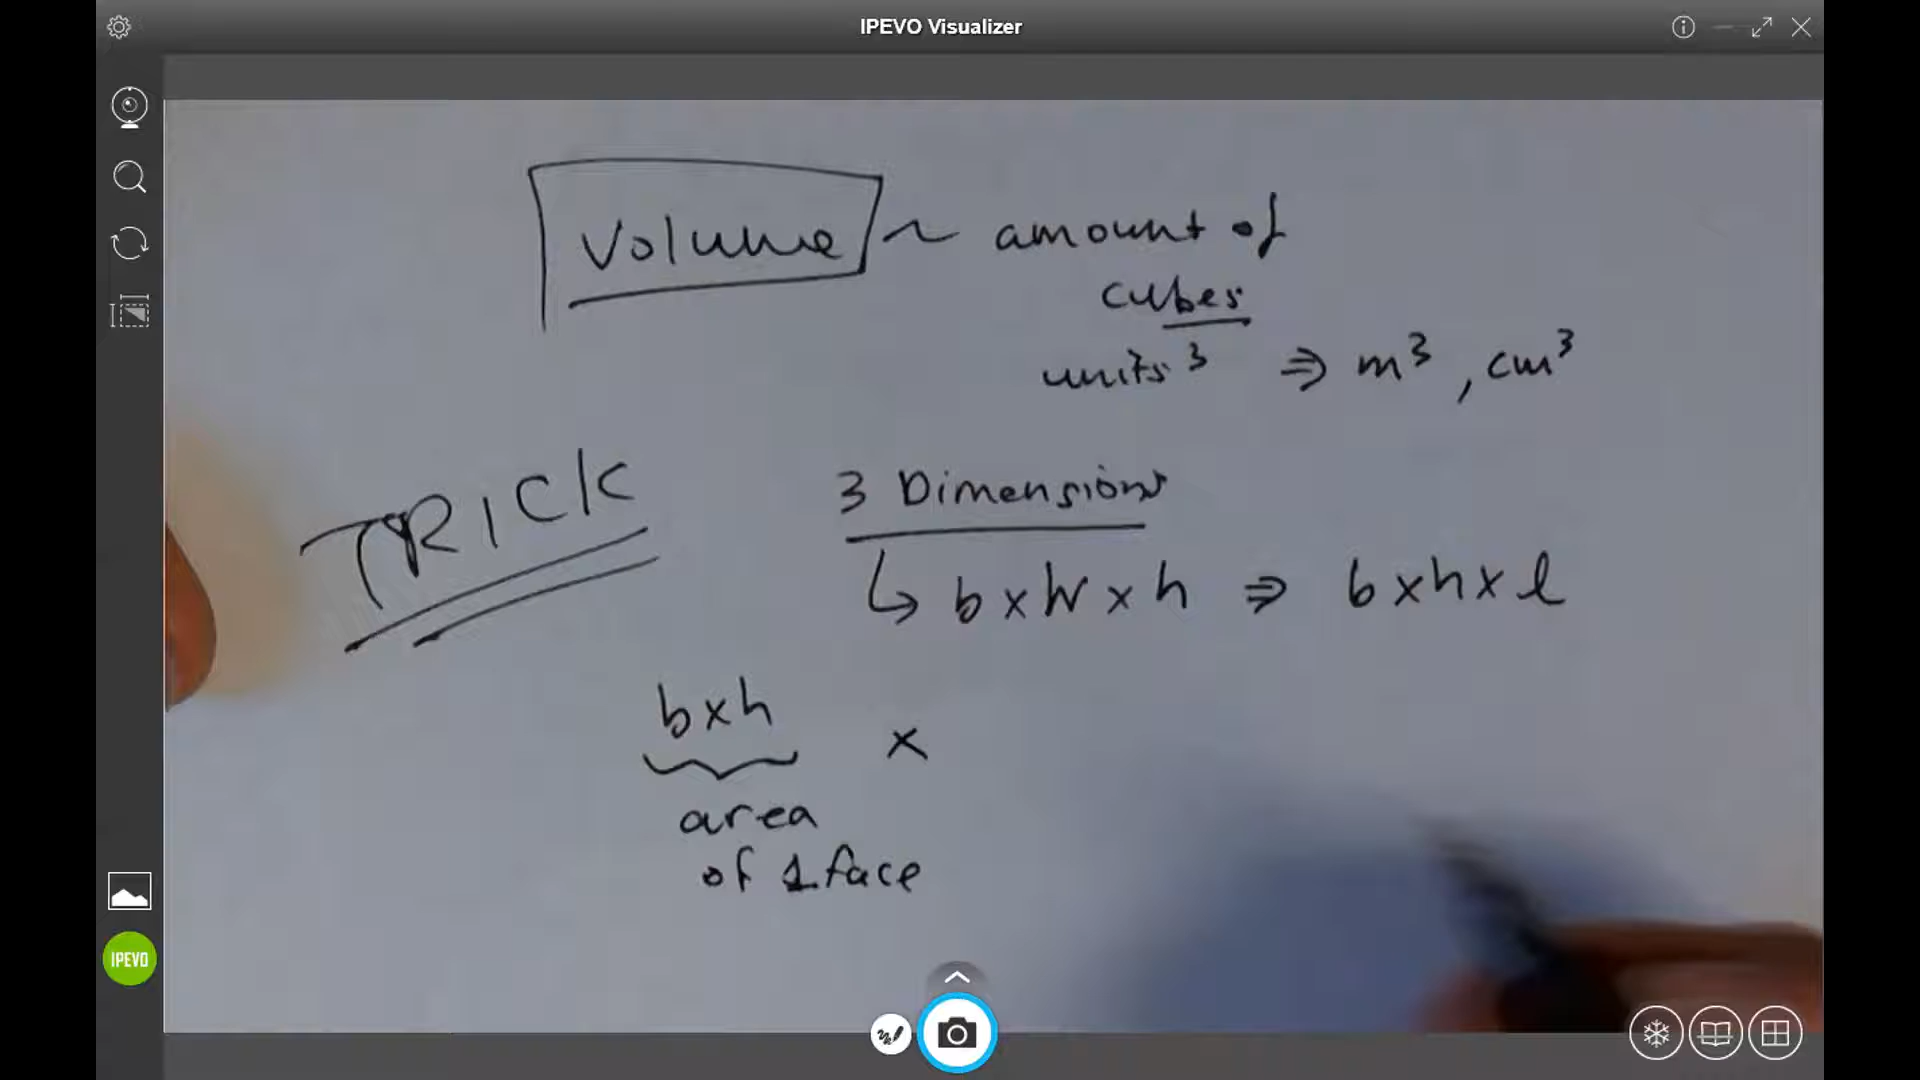 IPEVO Visualizer
Volume ~ amount of
cubes
units³ ⇒ m³, cm³
TRICK
3 Dimensions
↳ b x W x h ⇒ b x h x l
b x h x
area
of 1 face
IPEVO